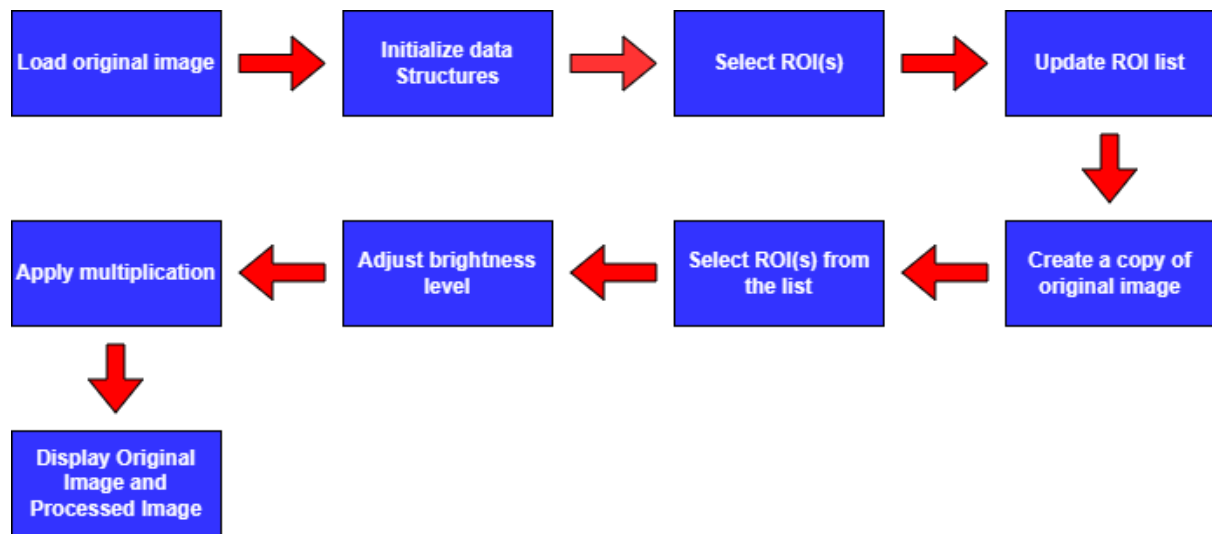 Load original image
Initialize data
Structures
Select ROI(s)
Update ROI list
Create a copy of
original image
Select ROI(s) from
the list
Adjust brightness
level
Apply multiplication
Display Original
Image and
Processed Image